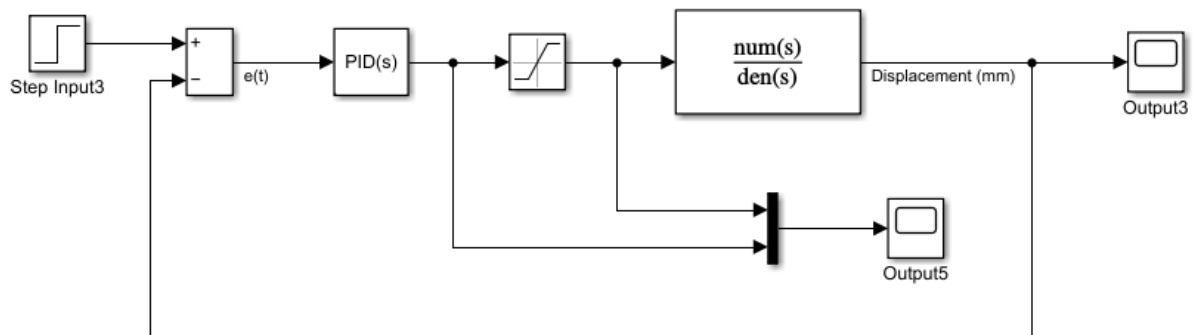 Step Input3
+
−
e(t)
PID(s)
num(s)
den(s)
Displacement (mm)
Output3
Output5